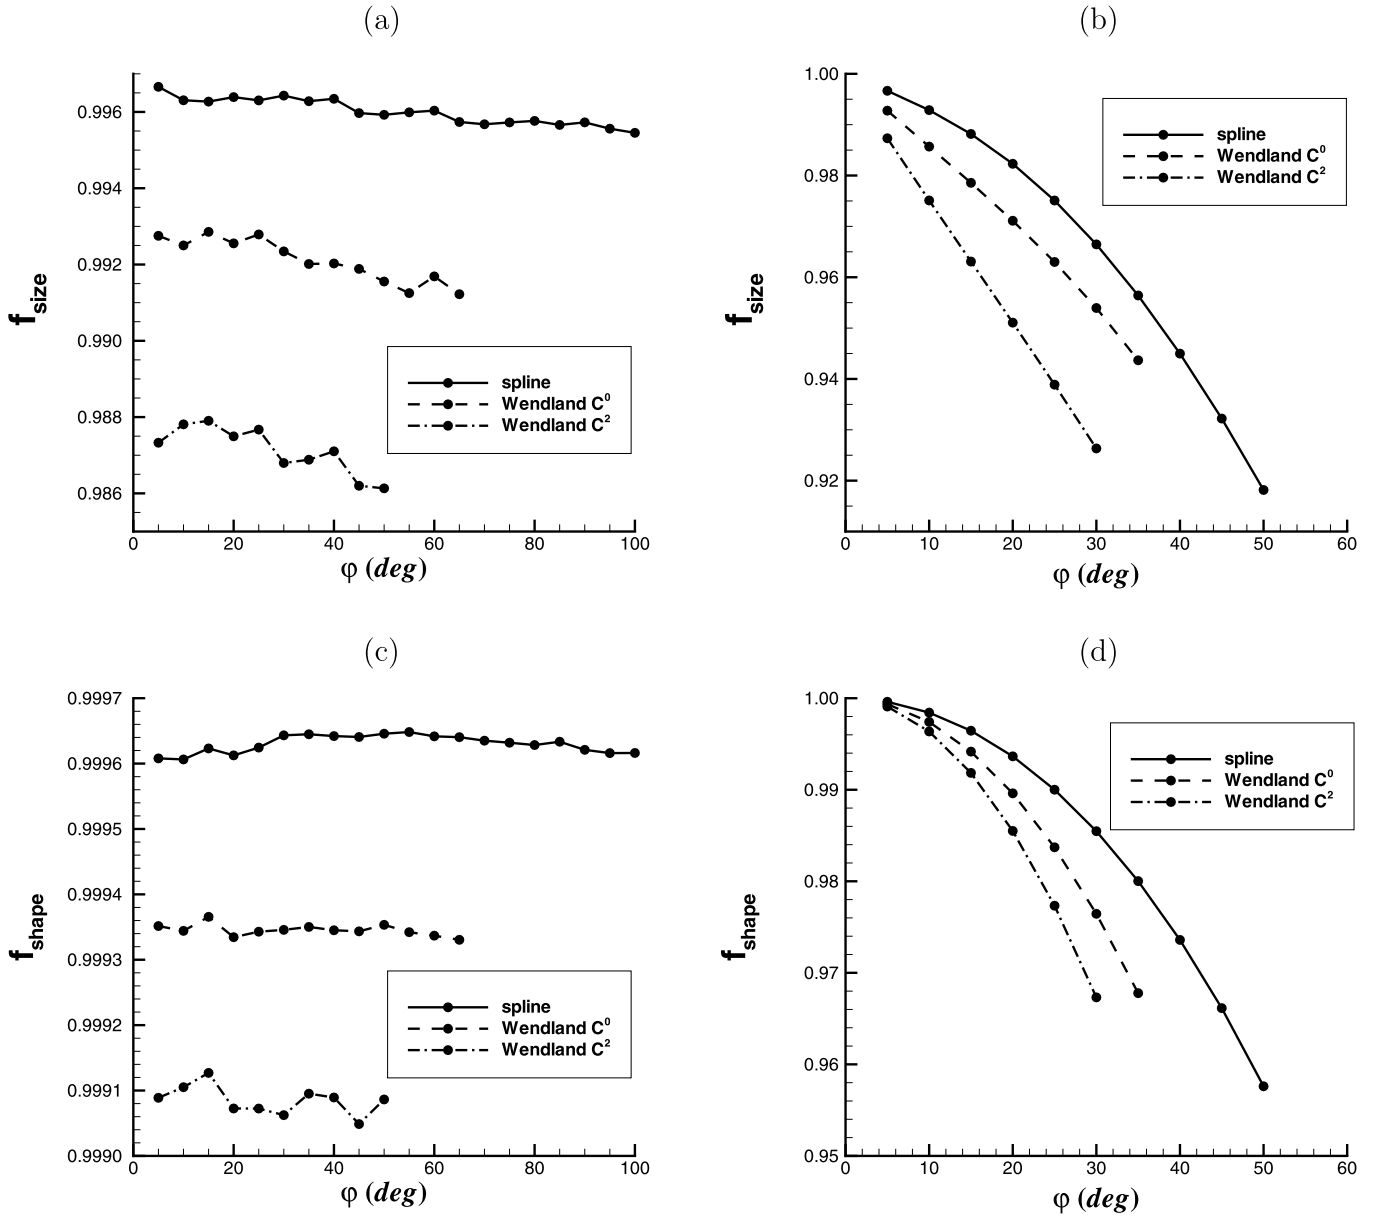 (a)
0.996
0.994
0.992
0.990
0.988
0.986
f size
0 20 40 60 80 100
φ (deg)
spline
Wendland C⁰
Wendland C²
(b)
1.00
0.98
0.96
0.94
0.92
f size
0 10 20 30 40 50 60
φ (deg)
spline
Wendland C⁰
Wendland C²
(c)
0.9997
0.9996
0.9995
0.9994
0.9993
0.9992
0.9991
0.9990
f shape
0 20 40 60 80 100
φ (deg)
spline
Wendland C⁰
Wendland C²
(d)
1.00
0.99
0.98
0.97
0.96
0.95
f shape
0 10 20 30 40 50 60
φ (deg)
spline
Wendland C⁰
Wendland C²